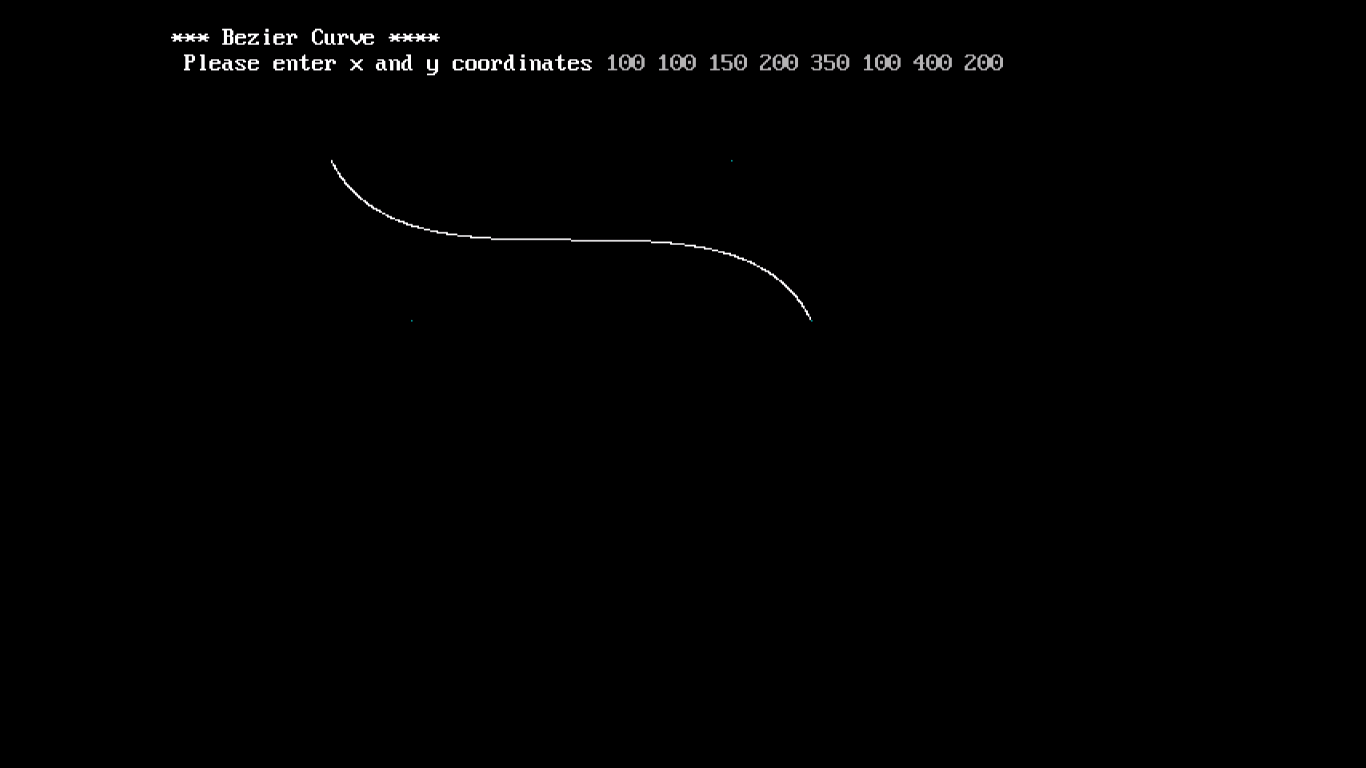 *** Bezier Curve ****
Please enter x and y coordinates 100 100 150 200 350 100 400 200